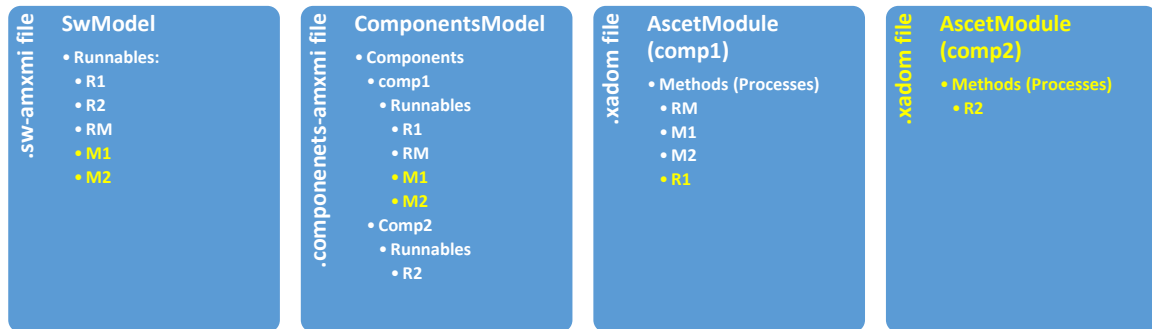 .sw-amxmi file
SwModel
• Runnables:
• R1
• R2
• RM
• M1
• M2
.componenets-amxmi file
ComponentsModel
• Components
• comp1
• Runnables
• R1
• RM
• M1
• M2
• Comp2
• Runnables
• R2
.xadom file
AscetModule
(comp1)
• Methods (Processes)
• RM
• M1
• M2
• R1
.xadom file
AscetModule
(comp2)
• Methods (Processes)
• R2